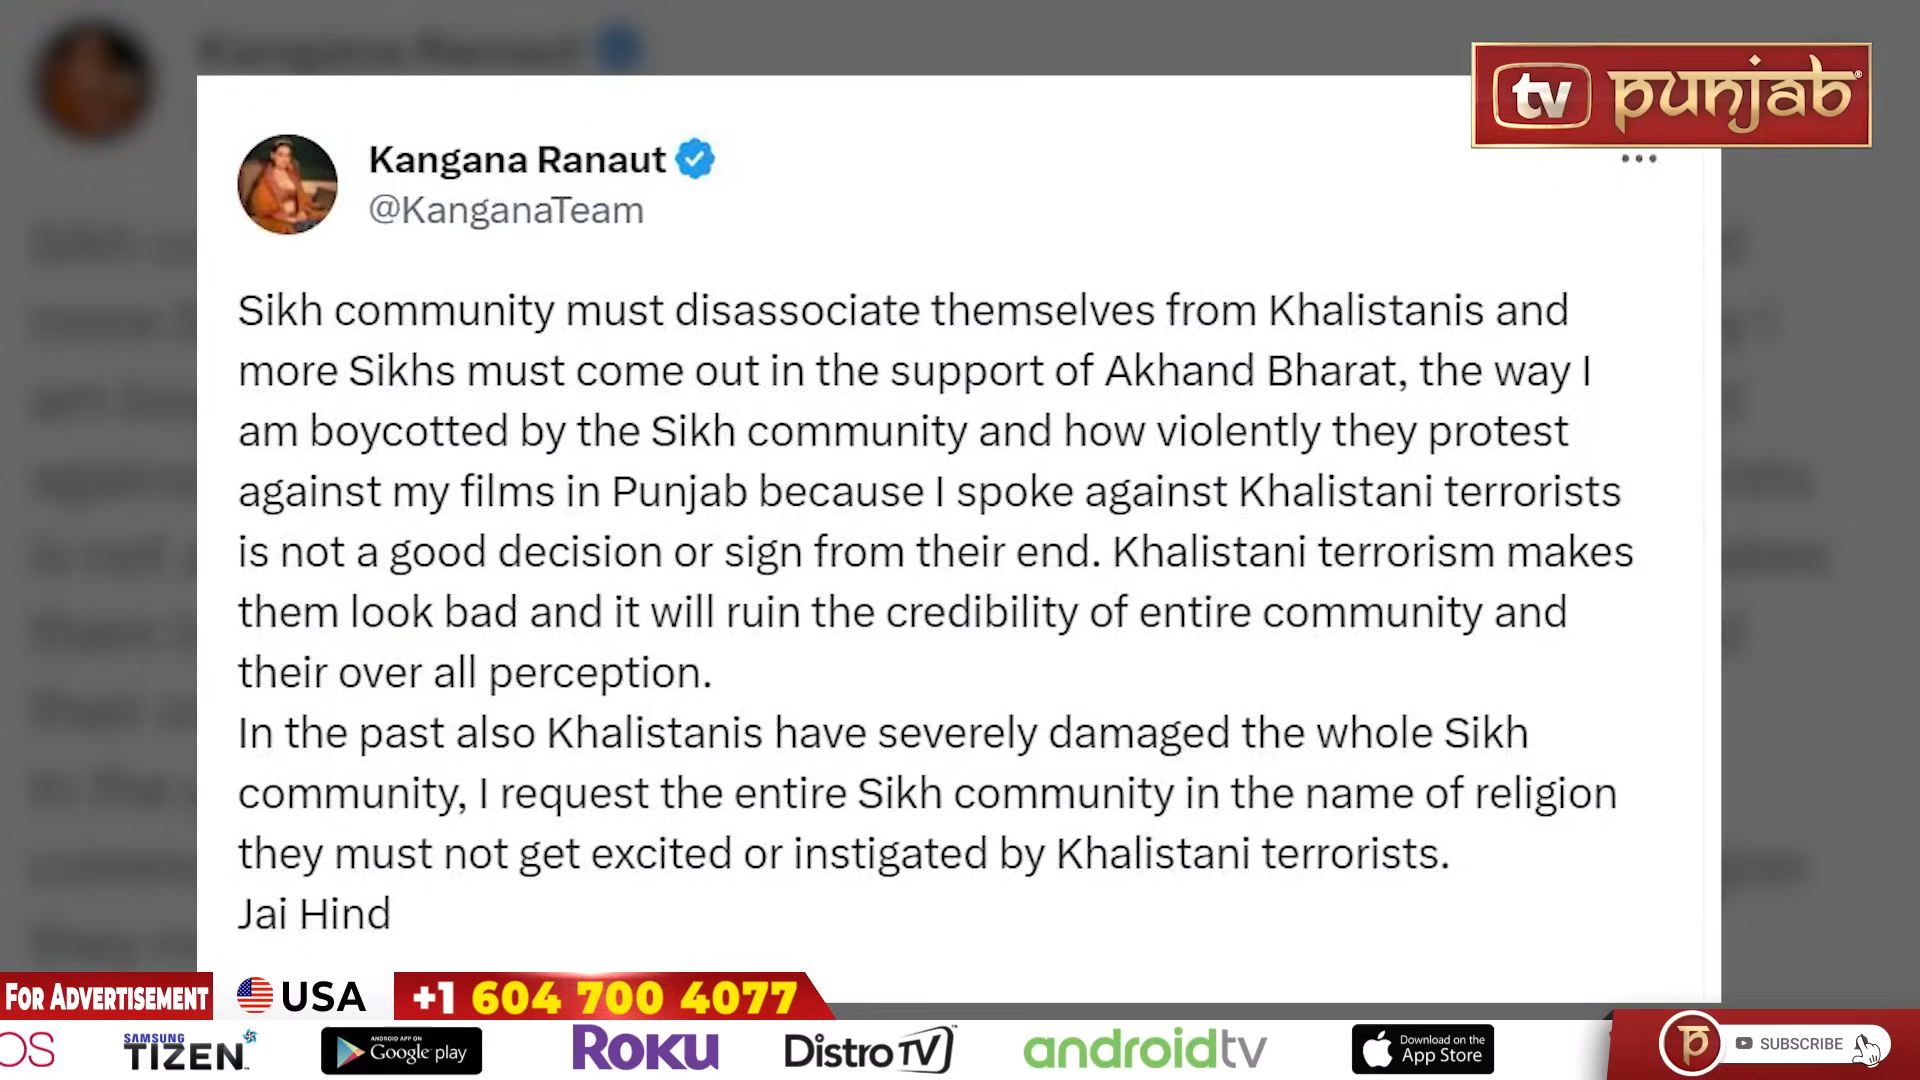 Kangana Ranaut
tv punjab
Kangana Ranaut
@KanganaTeam
Sikh community must disassociate themselves from Khalistanis and
more Sikhs must come out in the support of Akhand Bharat, the way I
am boycotted by the Sikh community and how violently they protest
against my films in Punjab because I spoke against Khalistani terrorists
is not a good decision or sign from their end. Khalistani terrorism makes
them look bad and it will ruin the credibility of entire community and
their over all perception.
In the past also Khalistanis have severely damaged the whole Sikh
community, I request the entire Sikh community in the name of religion
they must not get excited or instigated by Khalistani terrorists.
Jai Hind
FOR ADVERTISEMENT USA +1 604 700 4077
OS SAMSUNG TIZEN ANDROID APP ON Google play ROKU DistroTV androidtv Download on the App Store SUBSCRIBE